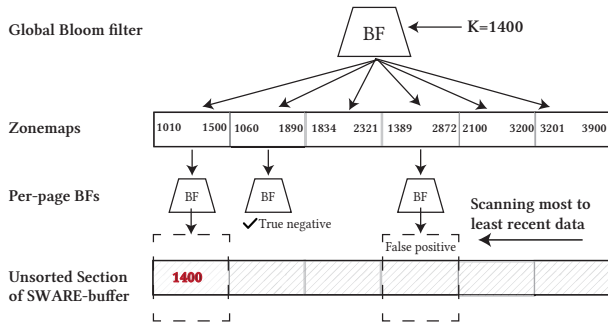 Global Bloom filter
BF
K=1400
Zonemaps
1010 1500 1060 1890 1834 2321 1389 2872 2100 3200 3201 3900
Per-page BFs
BF BF BF
✓True negative
Scanning most to
least recent data
False positive
Unsorted Section
of SWARE-buffer
1400